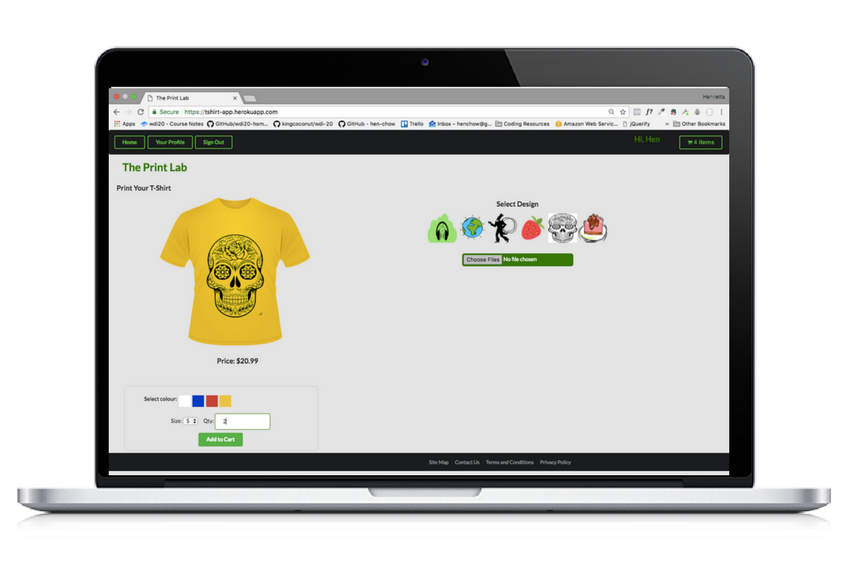 The Print Lab
Henrietta
Secure https://tshirt-app.herokuapp.com
Apps wdi20 - Course Notes GitHub/wdi20-hom... kingcoconut/wdi-20 GitHub - hen-chow Trello Inbox - henchow@g... Coding Resources Amazon Web Servic... jQuerify » Other Bookmarks
Home Your Profile Sign Out Hi, Hen 4 items
The Print Lab
Print Your T-Shirt
Select Design
Choose Files No file chosen
Price: $20.99
Select colour:
Size: S Qty: 2
Add to Cart
Site Map Contact Us Terms and Conditions Privacy Policy